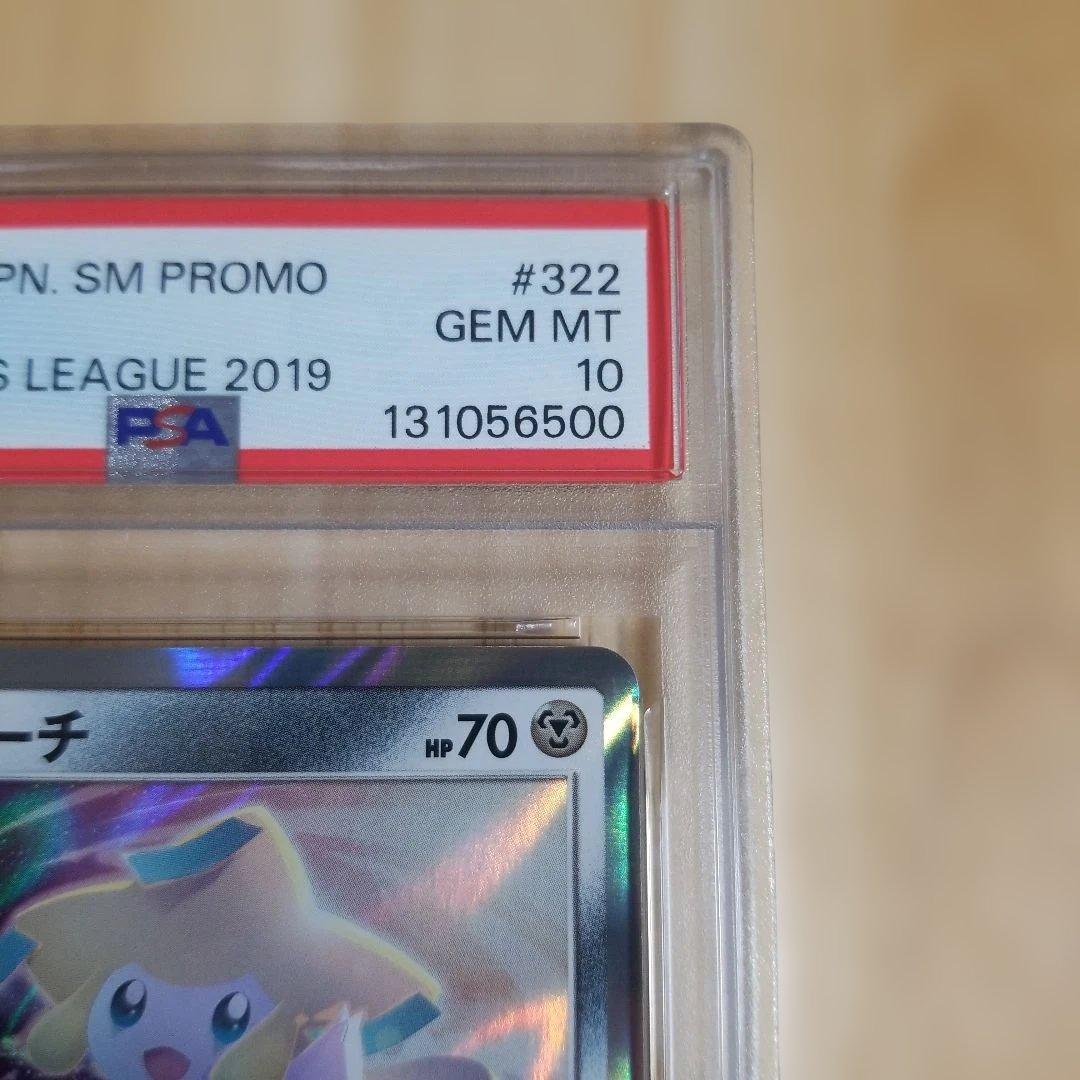 PN. SM PROMO #322
GEM MT
S LEAGUE 2019 10
PSA 131056500
ーチ HP70